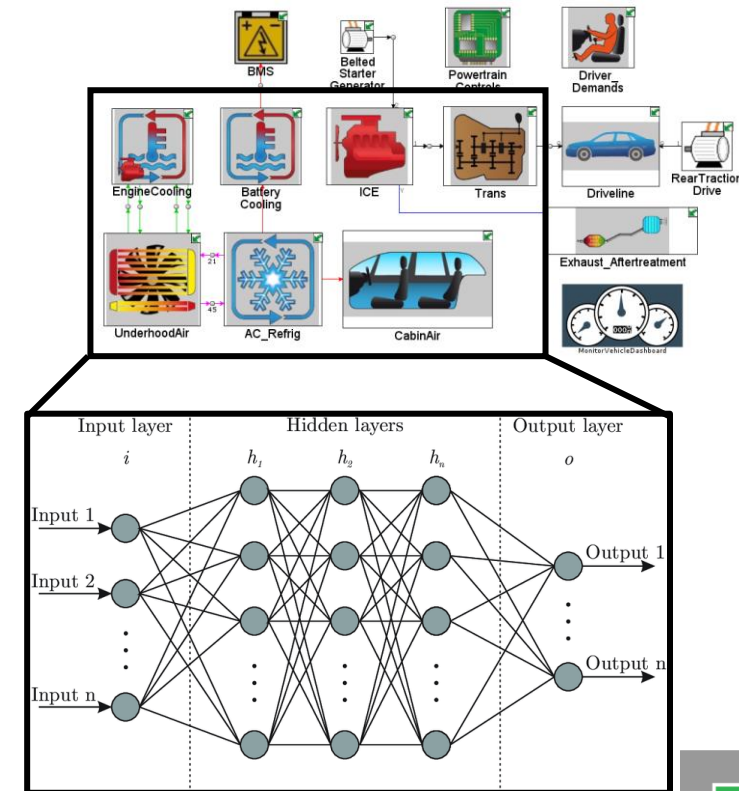 BMS
Belted
Starter
Generator
Powertrain
Controls
Driver_
Demands
EngineCooling
Battery
Cooling
ICE
Trans
Driveline
RearTraction
Drive
Exhaust_Aftertreatment
21
45
UnderhoodAir
AC_Refrig
CabinAir
0005
MonitorVehicleDashboard
Input layer
Hidden layers
Output layer
i
h1
h2
hn
o
Input 1
Input 2
Input n
Output 1
Output n